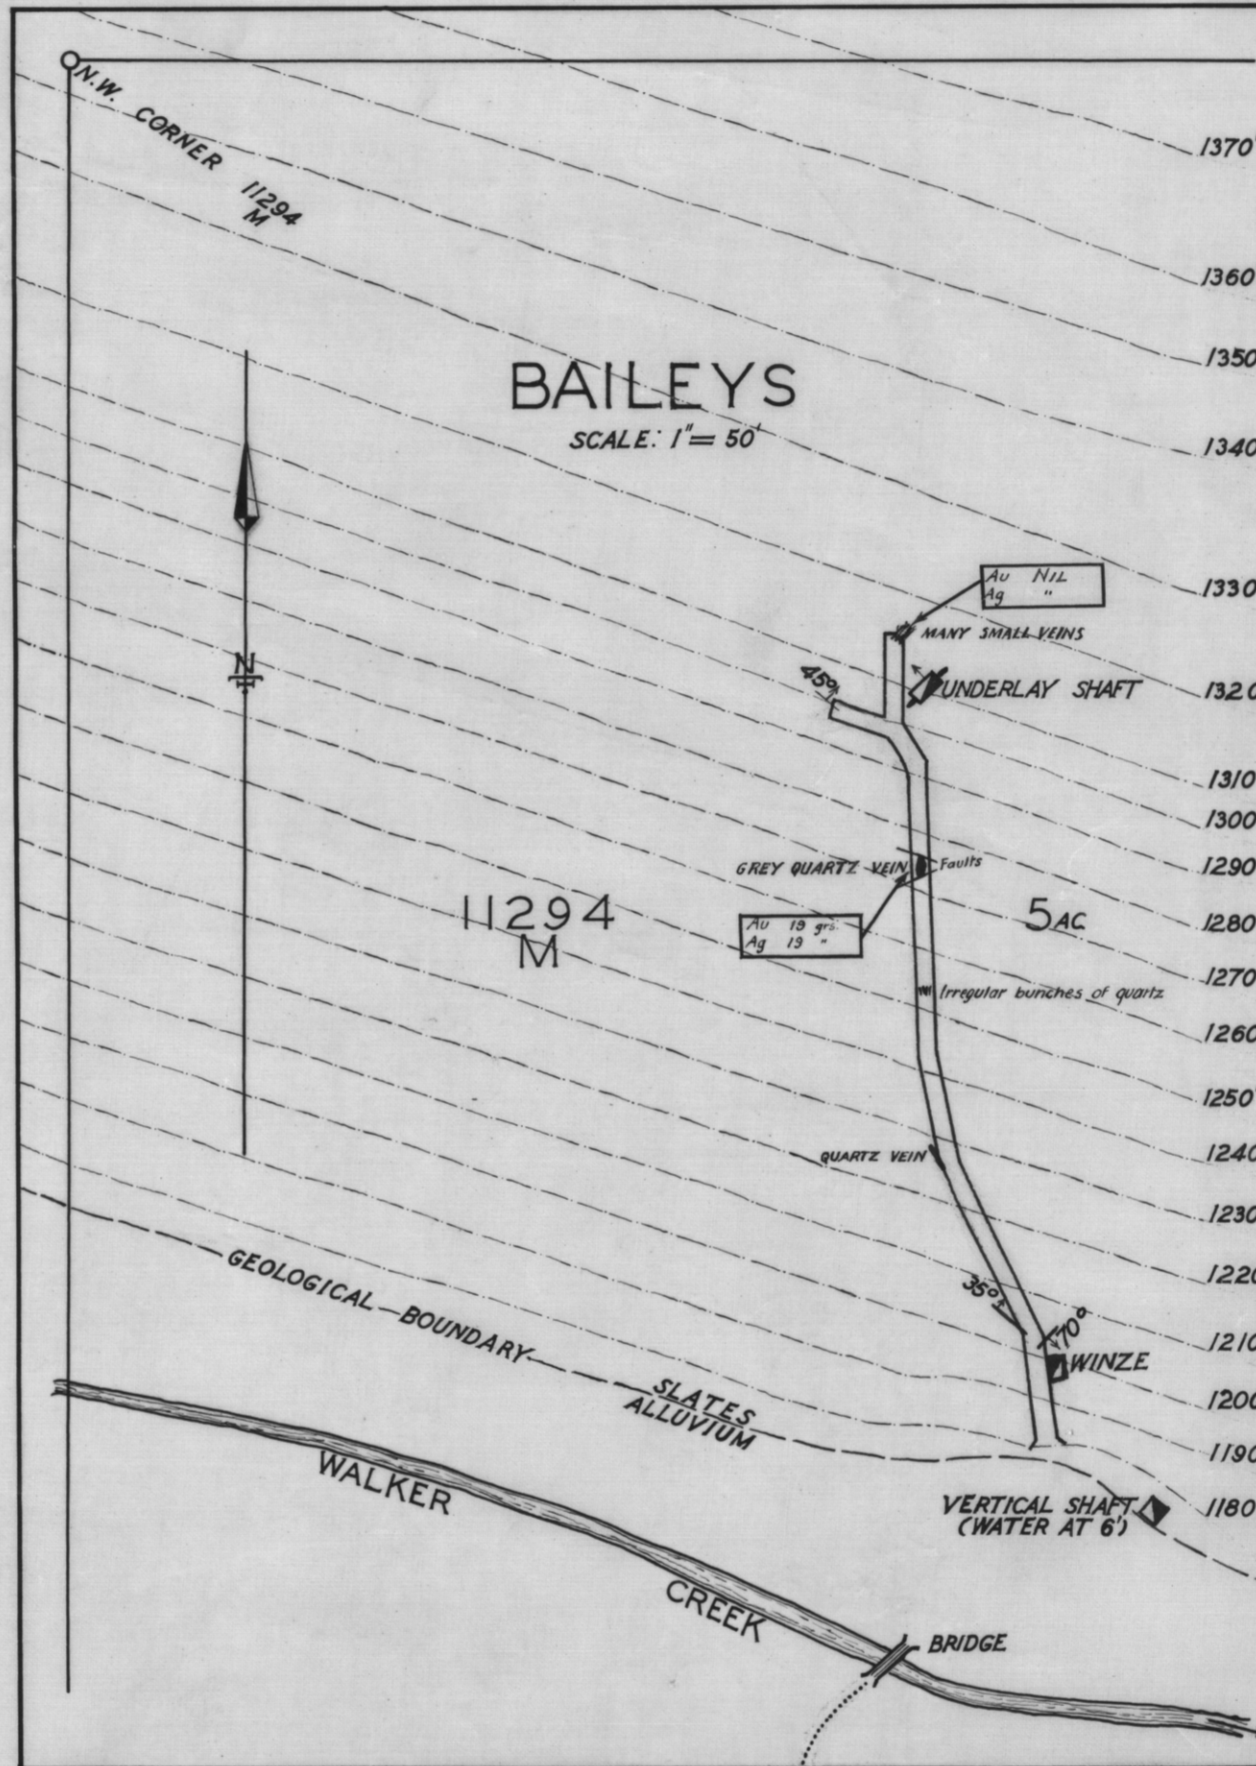 N.W. CORNER 11294
M
1370
1360
1350
BAILEYS
SCALE: 1" = 50'
1340
Au NIL
Ag "
1330
MANY SMALL VEINS
N
45°
UNDERLAY SHAFT
1320
1310
1300
GREY QUARTZ VEIN
Faults
1290
11294
M
Au 19 grs.
Ag 19 "
5 AC
1280
1270
Irregular bunches of quartz
1260
1250
QUARTZ VEIN
1240
1230
GEOLOGICAL BOUNDARY
1220
35°
70°
1210
WINZE
SLATES
ALLUVIUM
1200
1190
WALKER
CREEK
VERTICAL SHAFT
(WATER AT 6')
1180
BRIDGE